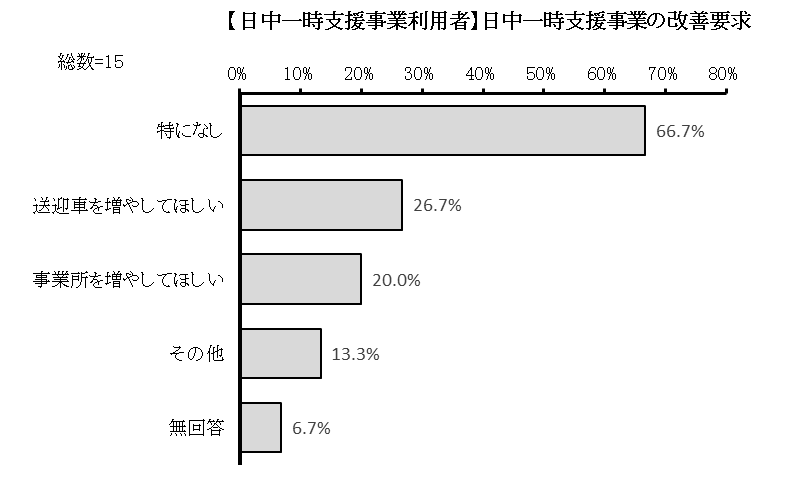 【日中一時支援事業利用者】日中一時支援事業の改善要求
総数=15
0% 10% 20% 30% 40% 50% 60% 70% 80%
特になし 66.7%
送迎車を増やしてほしい 26.7%
事業所を増やしてほしい 20.0%
その他 13.3%
無回答 6.7%